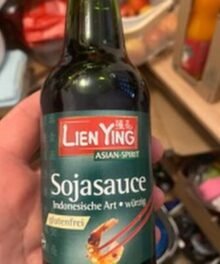 LIEN YING
ASIAN-SPIRIT
Sojasauce
Indonesische Art • würzig
glutenfrei